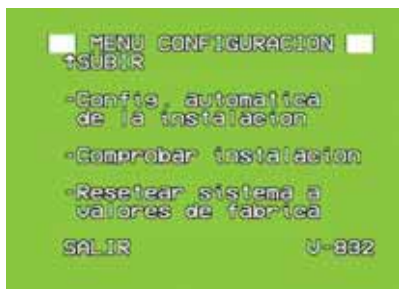 MENU CONFIGURACION
↑SUBIR
-Config. automatica
de la instalacion
-Comprobar instalacion
-Resetear sistema a
valores de fabrica
SALIR V-832